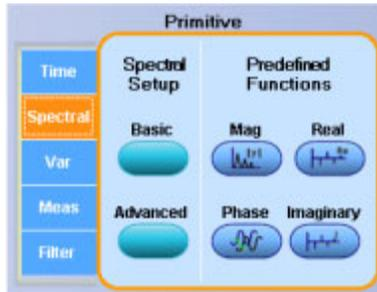 Primitive
Time
Spectral
Var
Meas
Filter
Spectral Setup
Predefined Functions
Basic
Mag
Real
Advanced
Phase
Imaginary